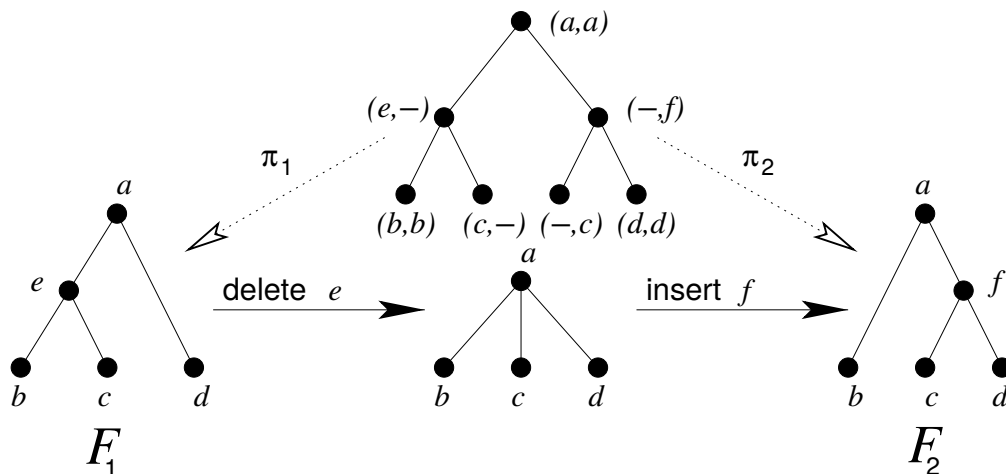 (a,a)
(e,−) (−,f)
π1 π2
(b,b) (c,−) (−,c) (d,d)
a a a
e delete e insert f f
b c d b c d b c d
F1 F2